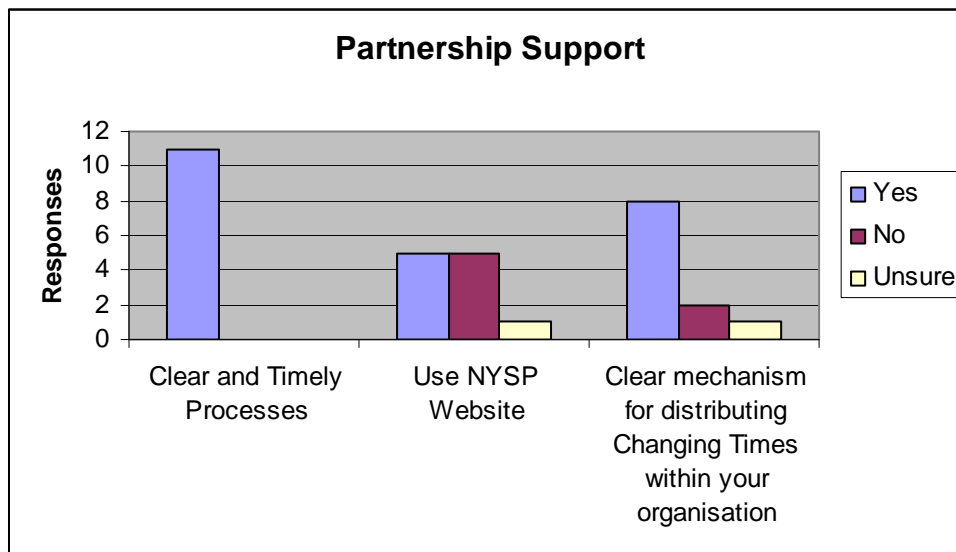 Partnership Support
Responses
12
10
8
6
4
2
0
Clear and Timely
Processes
Use NYSP
Website
Clear mechanism
for distributing
Changing Times
within your
organisation
Yes
No
Unsure